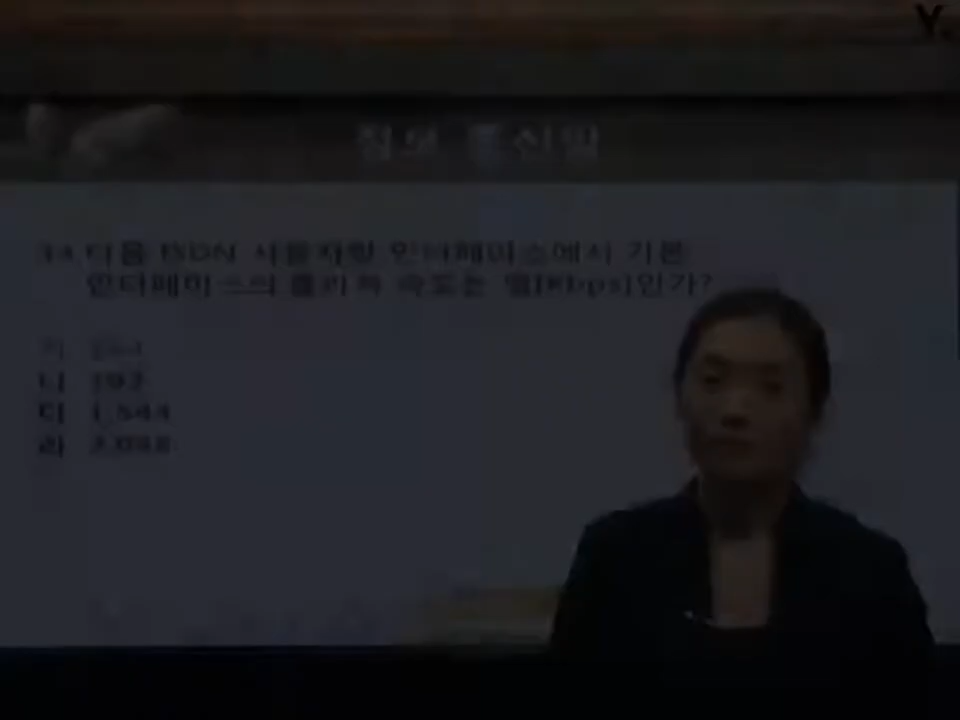 Y
정보 통신망
34 다음 ISDN 사용자망 인터페이스에서 기본
인터페이스의 물리적 속도는 몇[Kbps]인가?
가
나 192
다 1,544
라 2,048